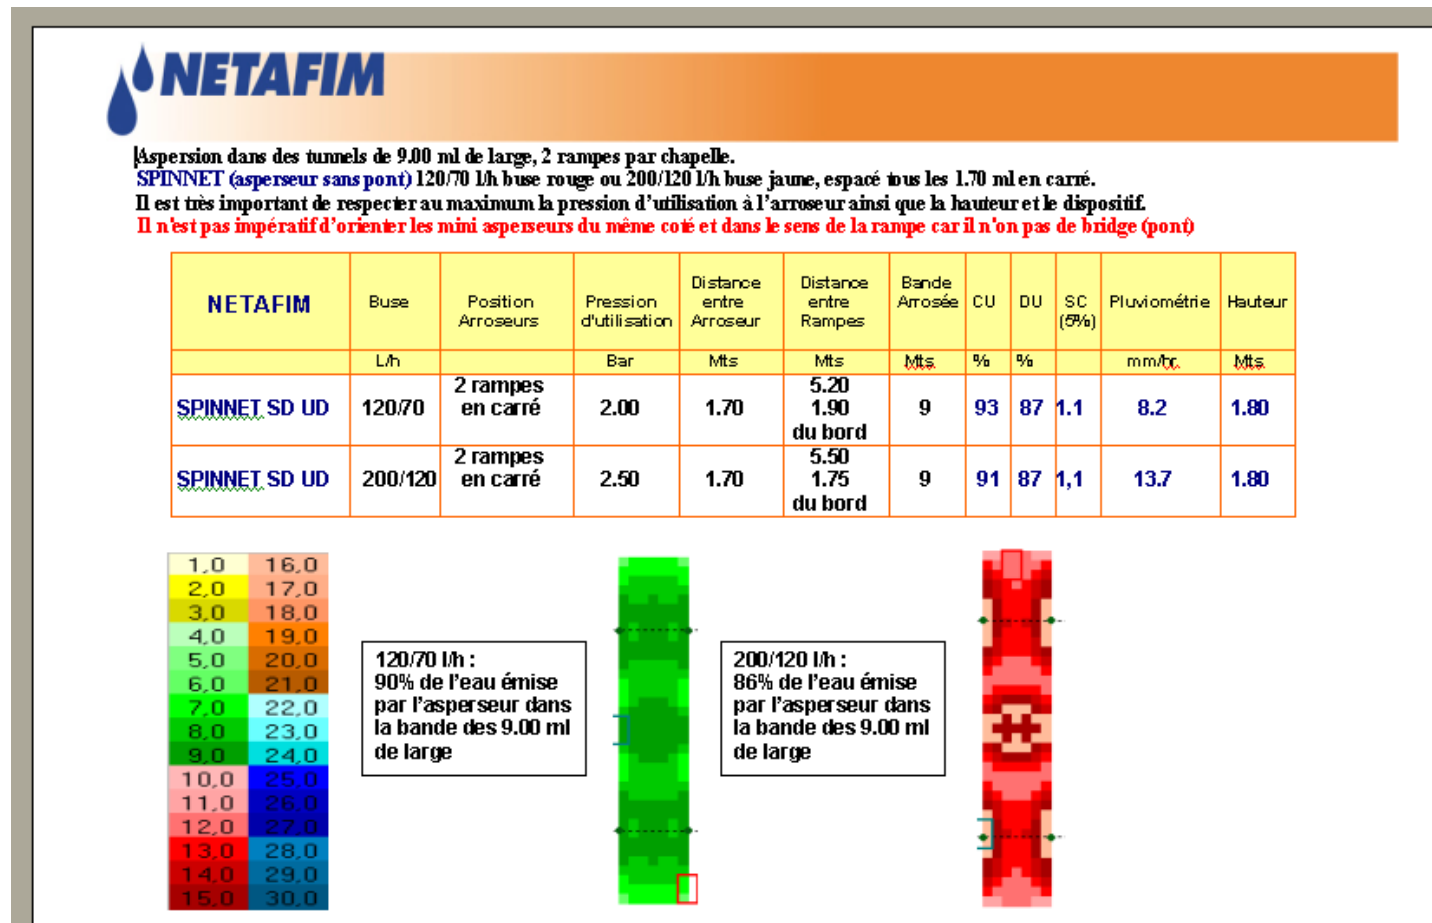 NETAFIM
Aspersion dans des tunnels de 9.00 ml de large, 2 rampes par chapelle.
SPINNET (asperseur sans pont) 120/70 l/h buse rouge ou 200/120 l/h buse jaune, espacé tous les 1.70 ml en carré.
Il est très important de respecter au maximum la pression d'utilisation à l'arroseur ainsi que la hauteur et le dispositif.
Il n'est pas impératif d'orienter les mini asperseurs du même coté et dans le sens de la rampe car il n'on pas de bridge (pont)
NETAFIM Buse Position Arroseurs Pression d'utilisation Distance entre Arroseur Distance entre Rampes Bande Arrosée CU DU SC (5%) Pluviométrie Hauteur
L/h Bar Mts Mts Mts. % % mm/hr. Mts.
SPINNET SD UD 120/70 2 rampes en carré 2.00 1.70 5.20 1.90 du bord 9 93 87 1.1 8.2 1.80
SPINNET SD UD 200/120 2 rampes en carré 2.50 1.70 5.50 1.75 du bord 9 91 87 1,1 13.7 1.80
1,0 16,0
2,0 17,0
3,0 18,0
4,0 19,0
5,0 20,0
6,0 21,0
7,0 22,0
8,0 23,0
9,0 24,0
10,0 25,0
11,0 26,0
12,0 27,0
13,0 28,0
14,0 29,0
15,0 30,0
120/70 l/h :
90% de l'eau émise
par l'asperseur dans
la bande des 9.00 ml
de large
200/120 l/h :
86% de l'eau émise
par l'asperseur dans
la bande des 9.00 ml
de large